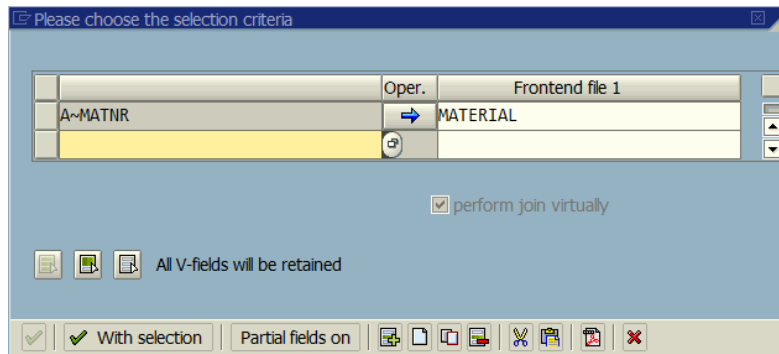 Please choose the selection criteria
Oper. Frontend file 1
A~MATNR MATERIAL
perform join virtually
All V-fields will be retained
With selection Partial fields on